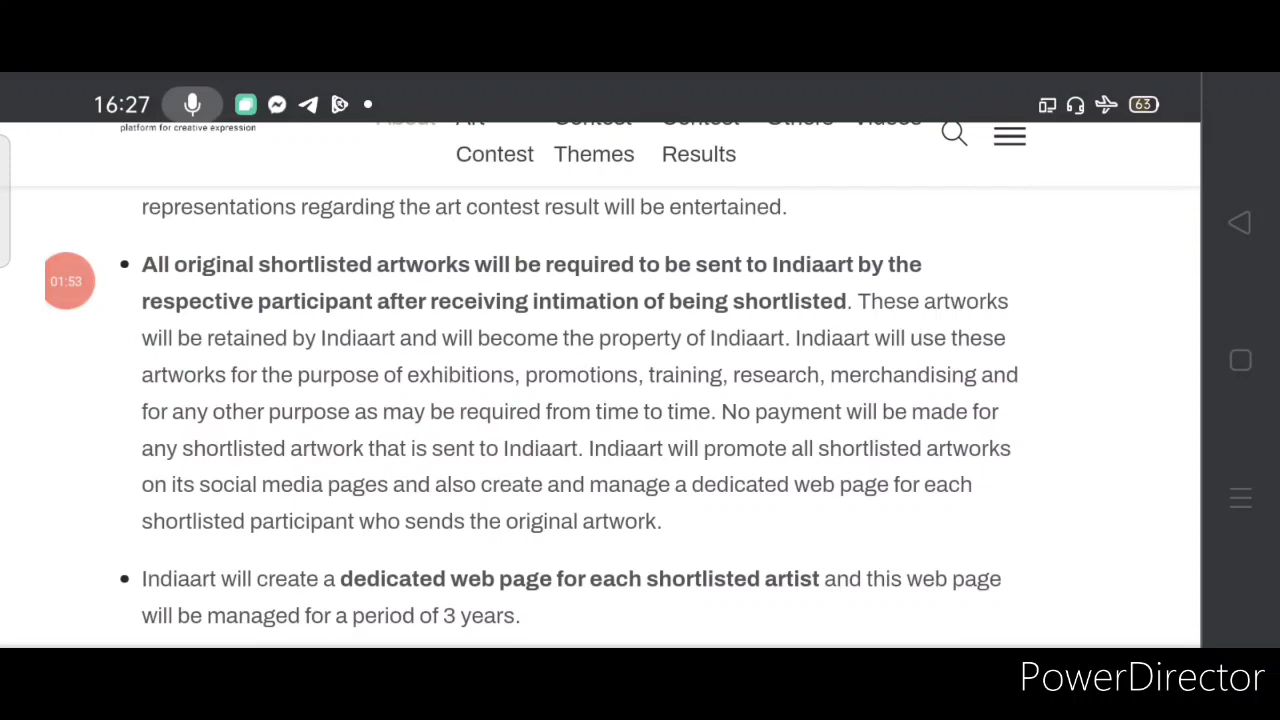 16:27
63
platform for creative expression
About Art Contest Contest Others Videos
Contest Themes Results
representations regarding the art contest result will be entertained.
All original shortlisted artworks will be required to be sent to Indiaart by the
01:53
respective participant after receiving intimation of being shortlisted. These artworks
will be retained by Indiaart and will become the property of Indiaart. Indiaart will use these
artworks for the purpose of exhibitions, promotions, training, research, merchandising and
for any other purpose as may be required from time to time. No payment will be made for
any shortlisted artwork that is sent to Indiaart. Indiaart will promote all shortlisted artworks
on its social media pages and also create and manage a dedicated web page for each
shortlisted participant who sends the original artwork.
Indiaart will create a dedicated web page for each shortlisted artist and this web page
will be managed for a period of 3 years.
PowerDirector